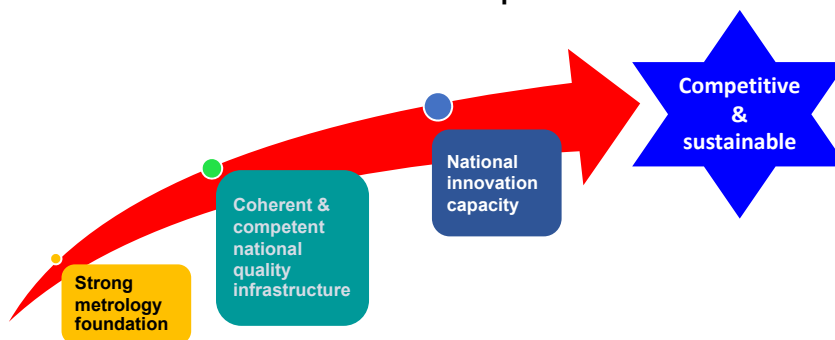 Strong
metrology
foundation
Coherent &
competent
national
quality
infrastructure
National
innovation
capacity
Competitive
&
sustainable